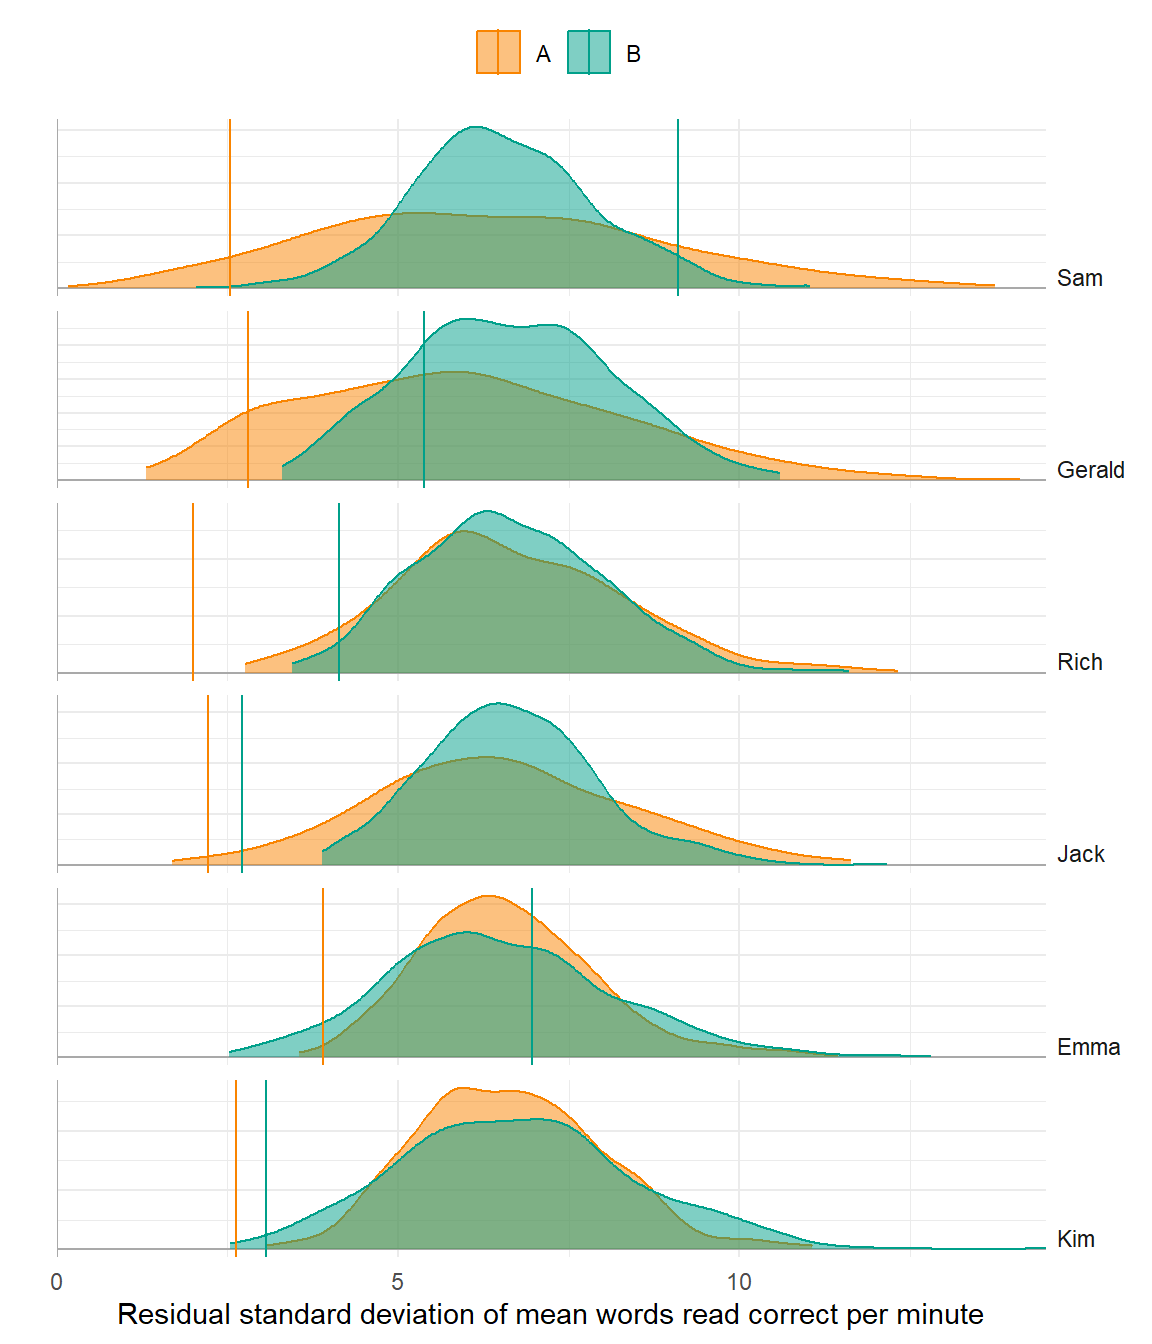 A B
Sam
Gerald
Rich
Jack
Emma
Kim
0 5 10
Residual standard deviation of mean words read correct per minute